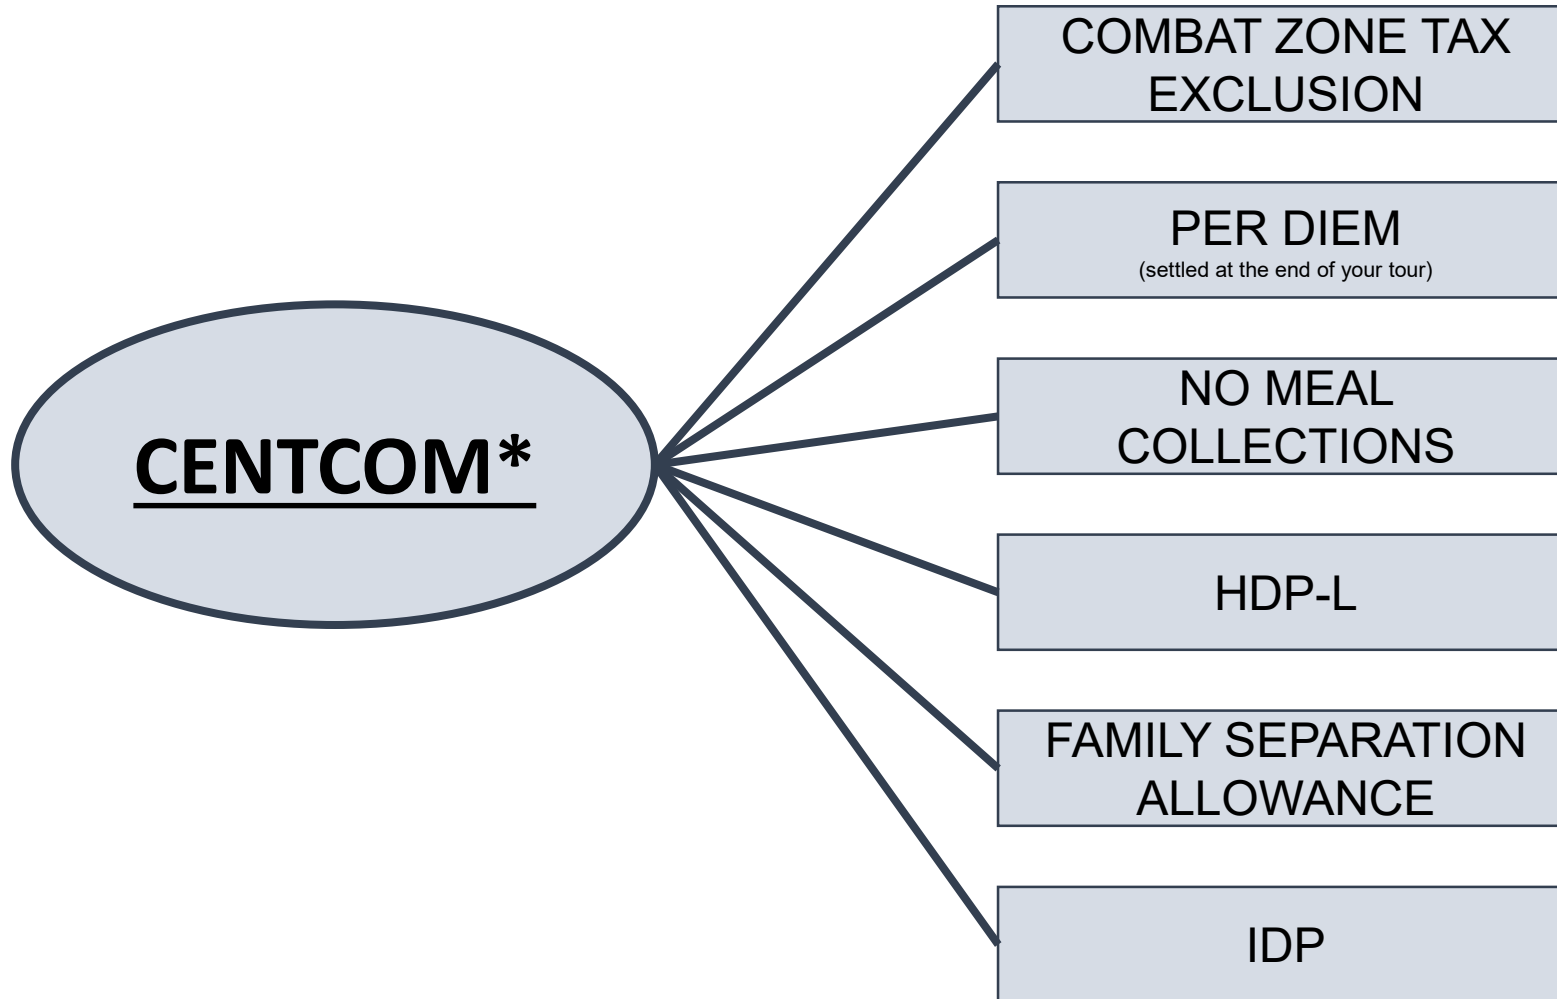 COMBAT ZONE TAX
EXCLUSION
PER DIEM
(settled at the end of your tour)
NO MEAL
COLLECTIONS
CENTCOM*
HDP-L
FAMILY SEPARATION
ALLOWANCE
IDP